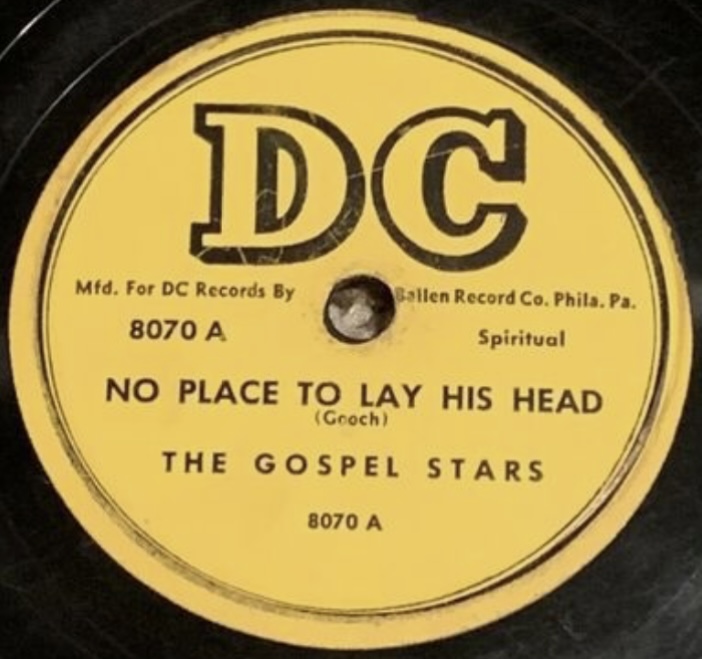 DC
Mfd. For DC Records By Ballen Record Co. Phila. Pa.
8070 A Spiritual
NO PLACE TO LAY HIS HEAD
(Gooch)
THE GOSPEL STARS
8070 A